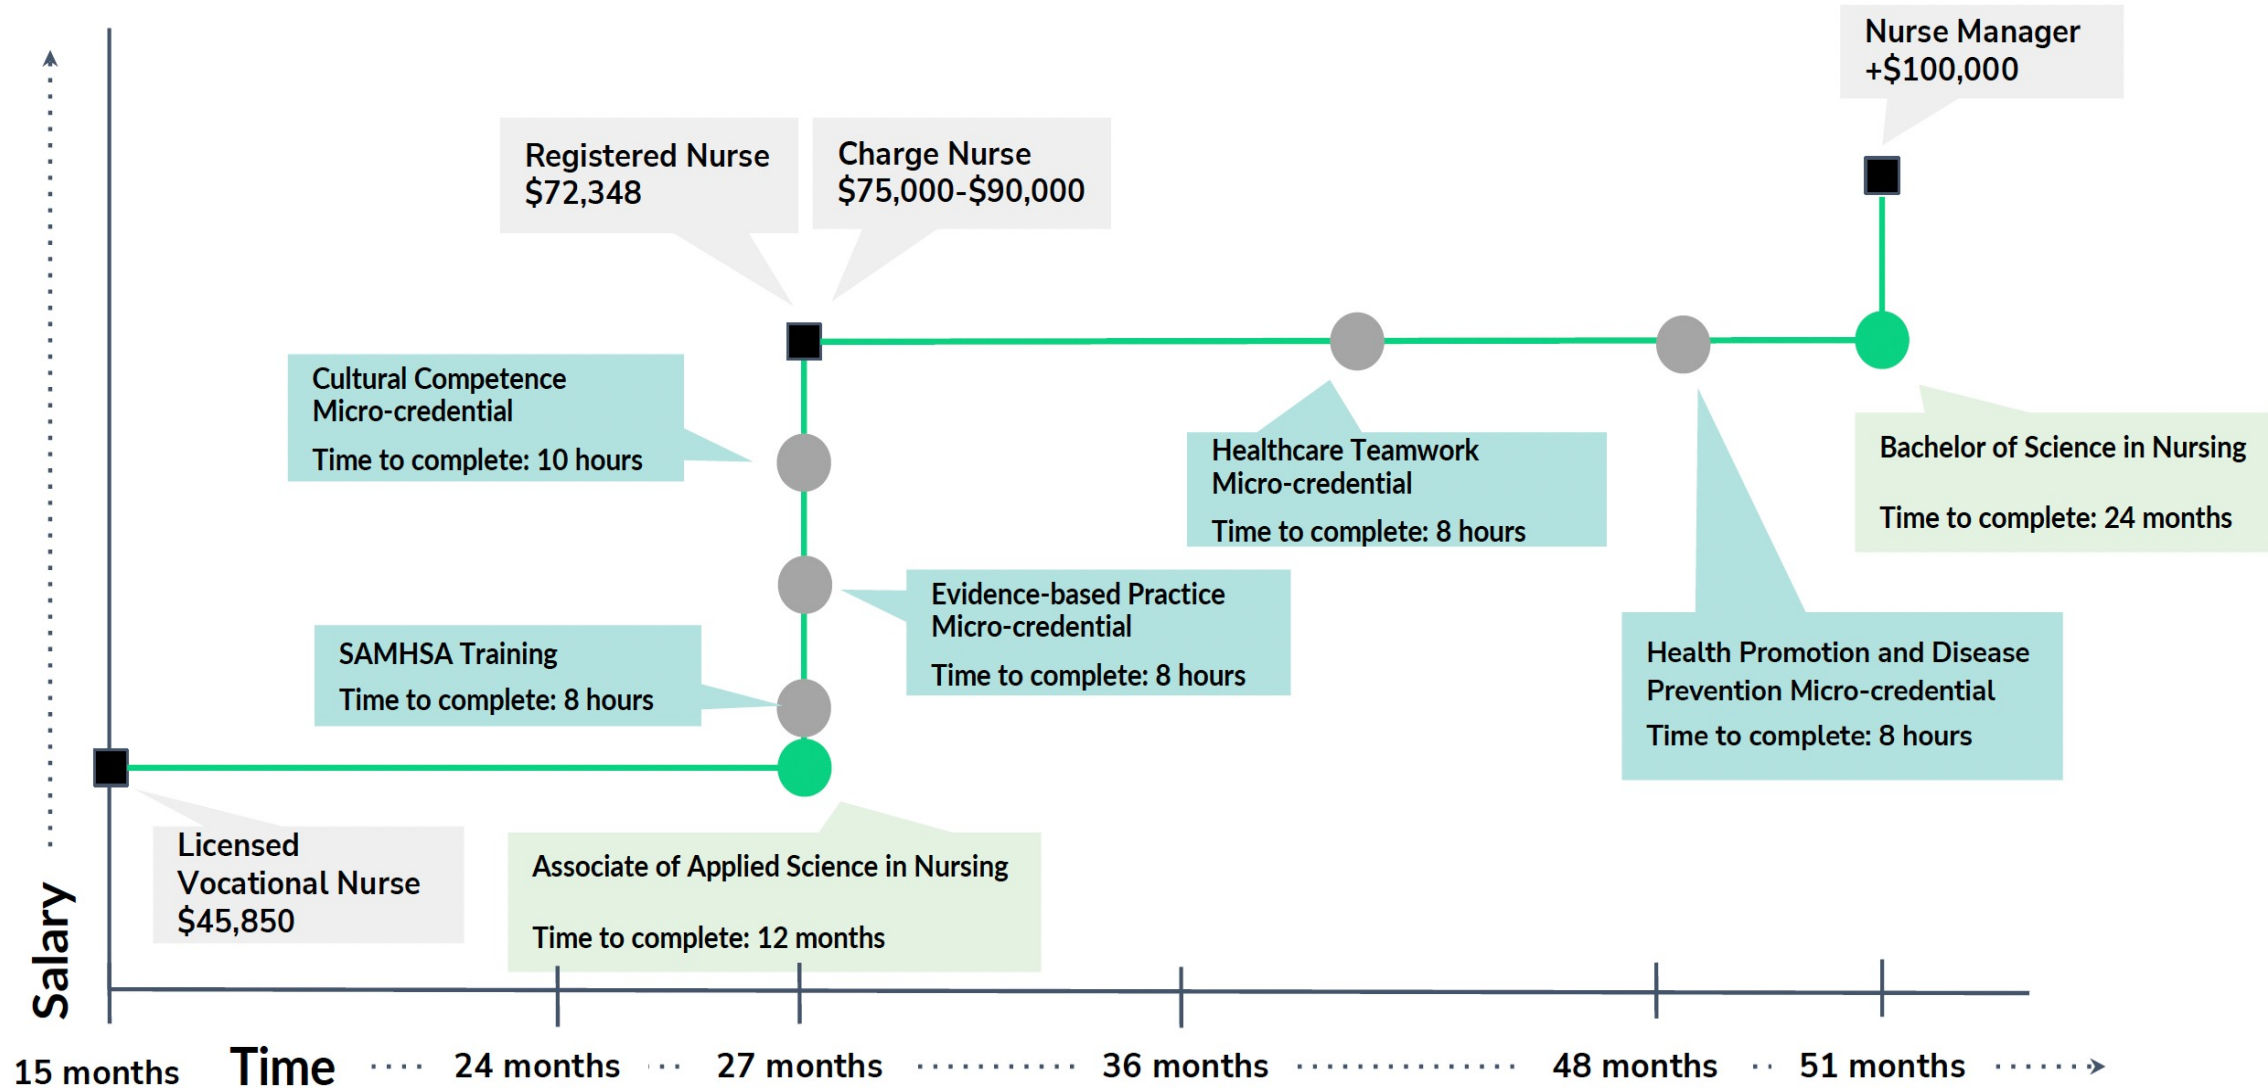 Nurse Manager
+$100,000
Registered Nurse
$72,348
Charge Nurse
$75,000-$90,000
Cultural Competence
Micro-credential
Time to complete: 10 hours
Healthcare Teamwork
Micro-credential
Time to complete: 8 hours
Bachelor of Science in Nursing
Time to complete: 24 months
Evidence-based Practice
Micro-credential
Time to complete: 8 hours
SAMHSA Training
Time to complete: 8 hours
Health Promotion and Disease
Prevention Micro-credential
Time to complete: 8 hours
Licensed
Vocational Nurse
$45,850
Associate of Applied Science in Nursing
Time to complete: 12 months
Salary
15 months Time 24 months 27 months 36 months 48 months 51 months